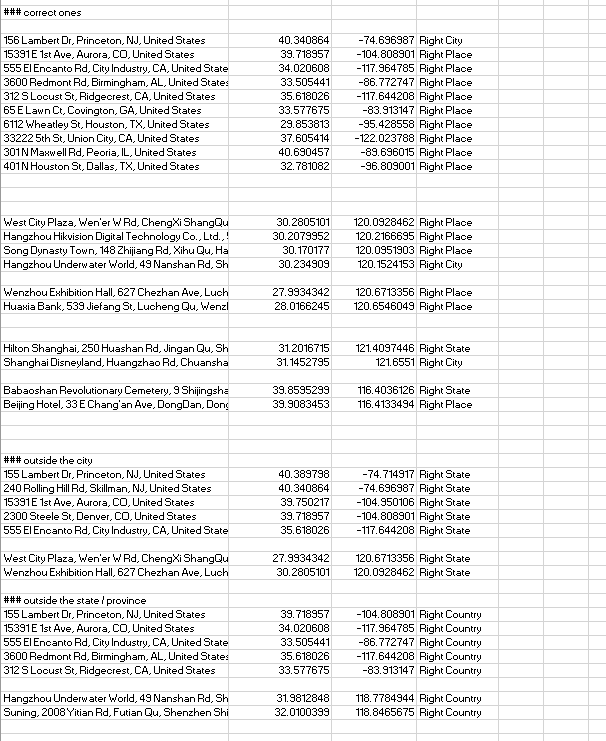 ### correct ones
156 Lambert Dr, Princeton, NJ, United States 40.340864 -74.696987 Right City
15391 E 1st Ave, Aurora, CO, United States 39.718957 -104.808901 Right Place
555 El Encanto Rd, City Industry, CA, United State 34.020608 -117.964785 Right Place
3600 Redmont Rd, Birmingham, AL, United States 33.505441 -86.772747 Right Place
312 S Locust St, Ridgecrest, CA, United States 35.618026 -117.644208 Right Place
65 E Lawn Ct, Covington, GA, United States 33.577675 -83.913147 Right Place
6112 Wheatley St, Houston, TX, United States 29.853813 -95.428558 Right Place
33222 5th St, Union City, CA, United States 37.605414 -122.023788 Right Place
301 N Maxwell Rd, Peoria, IL, United States 40.690457 -89.696015 Right Place
401 N Houston St, Dallas, TX, United States 32.781082 -96.809001 Right Place
West City Plaza, Wen'er W Rd, ChengXi ShangQu 30.2805101 120.0928462 Right Place
Hangzhou Hikvision Digital Technology Co., Ltd., 30.2079952 120.2166695 Right Place
Song Dynasty Town, 148 Zhijiang Rd, Xihu Qu, Ha 30.170177 120.0951903 Right Place
Hangzhou Underwater World, 49 Nanshan Rd, Sh 30.234909 120.1524153 Right City
Wenzhou Exhibition Hall, 627 Chezhan Ave, Luch 27.9934342 120.6713356 Right Place
Huaxia Bank, 539 Jiefang St, Lucheng Qu, Wenzl 28.0166245 120.6546049 Right Place
Hilton Shanghai, 250 Huashan Rd, Jingan Qu, Sh 31.2016715 121.4097446 Right State
Shanghai Disneyland, Huangzhao Rd, Chuansha 31.1452795 121.6551 Right City
Babaoshan Revolutionary Cemetery, 9 Shijingsha 39.8595299 116.4036126 Right State
Beijing Hotel, 33 E Chang'an Ave, DongDan, Dong 39.9083453 116.4133494 Right Place
### outside the city
155 Lambert Dr, Princeton, NJ, United States 40.389798 -74.714917 Right State
240 Rolling Hill Rd, Skillman, NJ, United States 40.340864 -74.696987 Right State
15391 E 1st Ave, Aurora, CO, United States 39.750217 -104.950106 Right State
2300 Steele St, Denver, CO, United States 39.718957 -104.808901 Right State
555 El Encanto Rd, City Industry, CA, United State 35.618026 -117.644208 Right State
West City Plaza, Wen'er W Rd, ChengXi ShangQu 27.9934342 120.6713356 Right State
Wenzhou Exhibition Hall, 627 Chezhan Ave, Luch 30.2805101 120.0928462 Right State
### outside the state / province
155 Lambert Dr, Princeton, NJ, United States 39.718957 -104.808901 Right Country
15391 E 1st Ave, Aurora, CO, United States 34.020608 -117.964785 Right Country
555 El Encanto Rd, City Industry, CA, United State 33.505441 -86.772747 Right Country
3600 Redmont Rd, Birmingham, AL, United States 35.618026 -117.644208 Right Country
312 S Locust St, Ridgecrest, CA, United States 33.577675 -83.913147 Right Country
Hangzhou Underwater World, 49 Nanshan Rd, Sh 31.9812848 118.7784944 Right Country
Suning, 2008 Yitian Rd, Futian Qu, Shenzhen Shi 32.0100399 118.8465675 Right Country